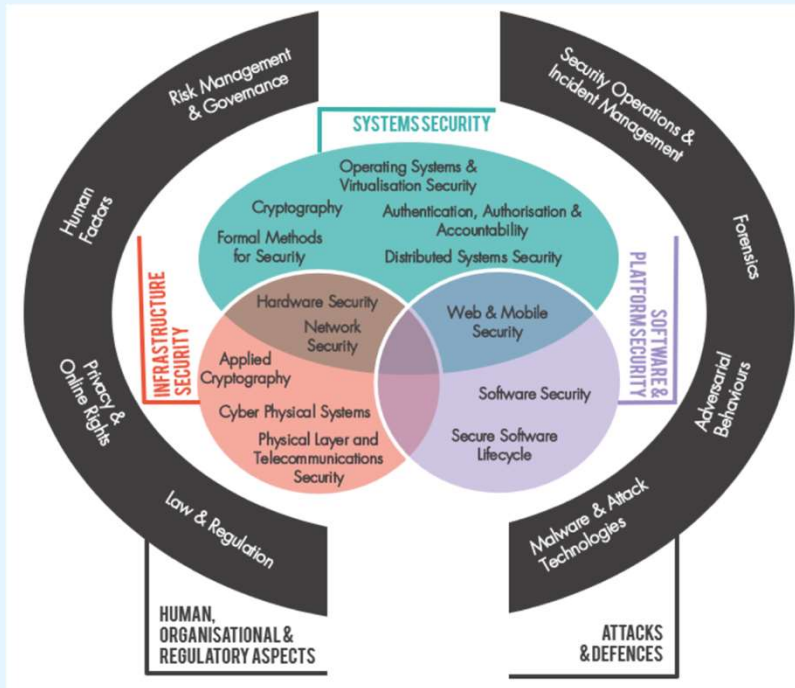 Risk Management
& Governance
Human
Factors
Privacy &
Online Rights
Law & Regulation
HUMAN,
ORGANISATIONAL &
REGULATORY ASPECTS
INFRASTRUCTURE
SECURITY
SYSTEMS SECURITY
Operating Systems &
Virtualisation Security
Cryptography
Authentication, Authorisation &
Accountability
Formal Methods
for Security
Distributed Systems Security
Hardware Security
Network
Security
Web & Mobile
Security
Applied
Cryptography
Cyber Physical Systems
Physical Layer and
Telecommunications
Security
Software Security
Secure Software
Lifecycle
SOFTWARE &
PLATFORM SECURITY
Security Operations &
Incident Management
Forensics
Adversarial
Behaviours
Malware & Attack
Technologies
ATTACKS
& DEFENCES